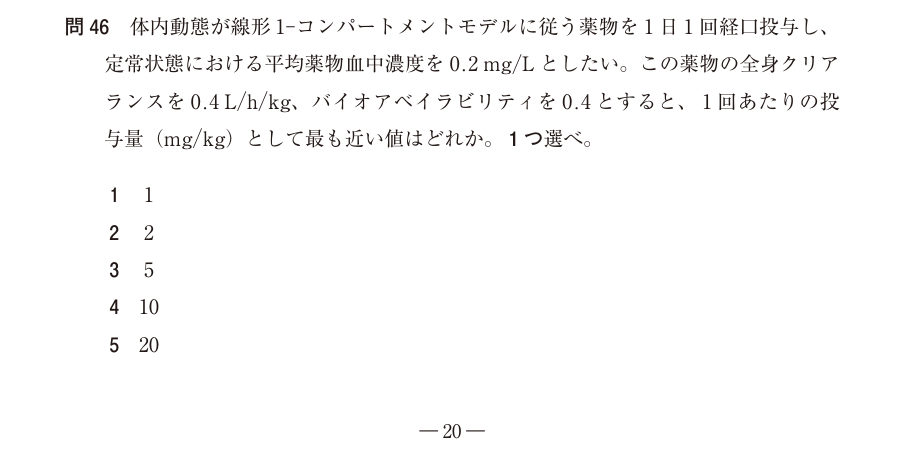 問 46 体内動態が線形 1-コンパートメントモデルに従う薬物を 1 日 1 回経口投与し、
定常状態における平均薬物血中濃度を 0.2 mg/L としたい。この薬物の全身クリア
ランスを 0.4 L/h/kg、バイオアベイラビリティを 0.4 とすると、1 回あたりの投
与量（mg/kg）として最も近い値はどれか。1 つ選べ。
1 1
2 2
3 5
4 10
5 20
― 20 ―